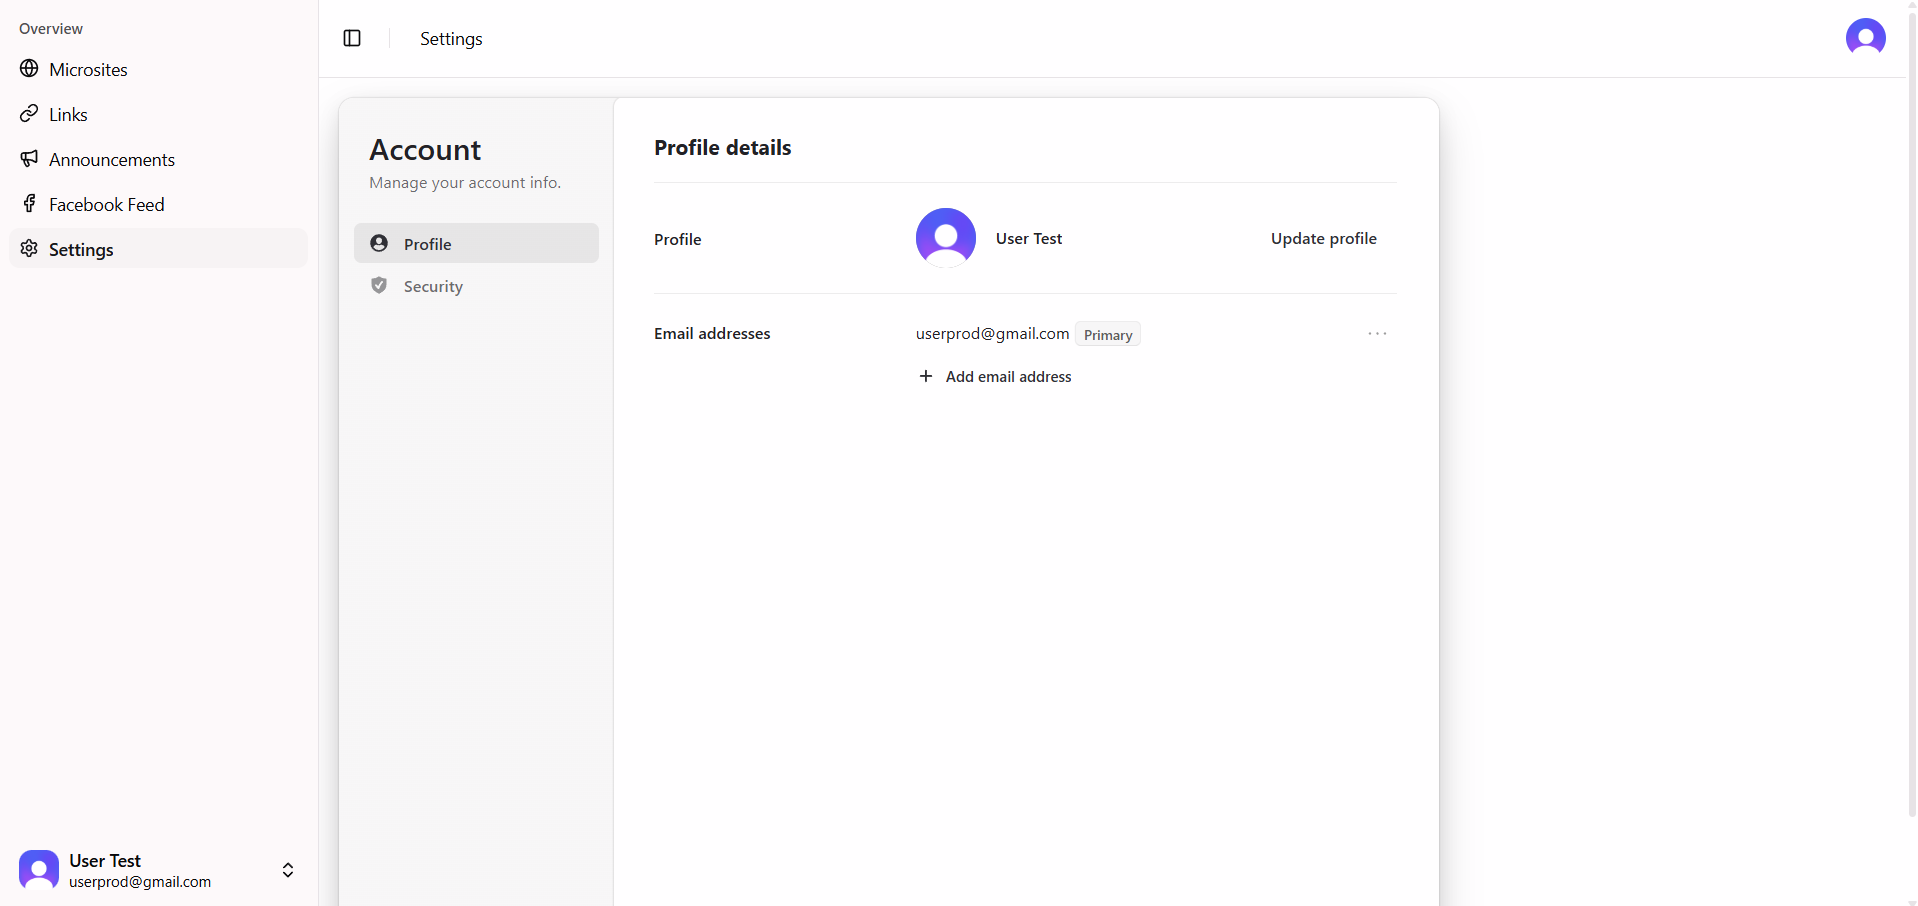 Overview
Microsites
Links
Announcements
Facebook Feed
Settings
User Test
userprod@gmail.com
Settings
Account
Manage your account info.
Profile
Security
Profile details
Profile
User Test
Update profile
Email addresses
userprod@gmail.com Primary
Add email address